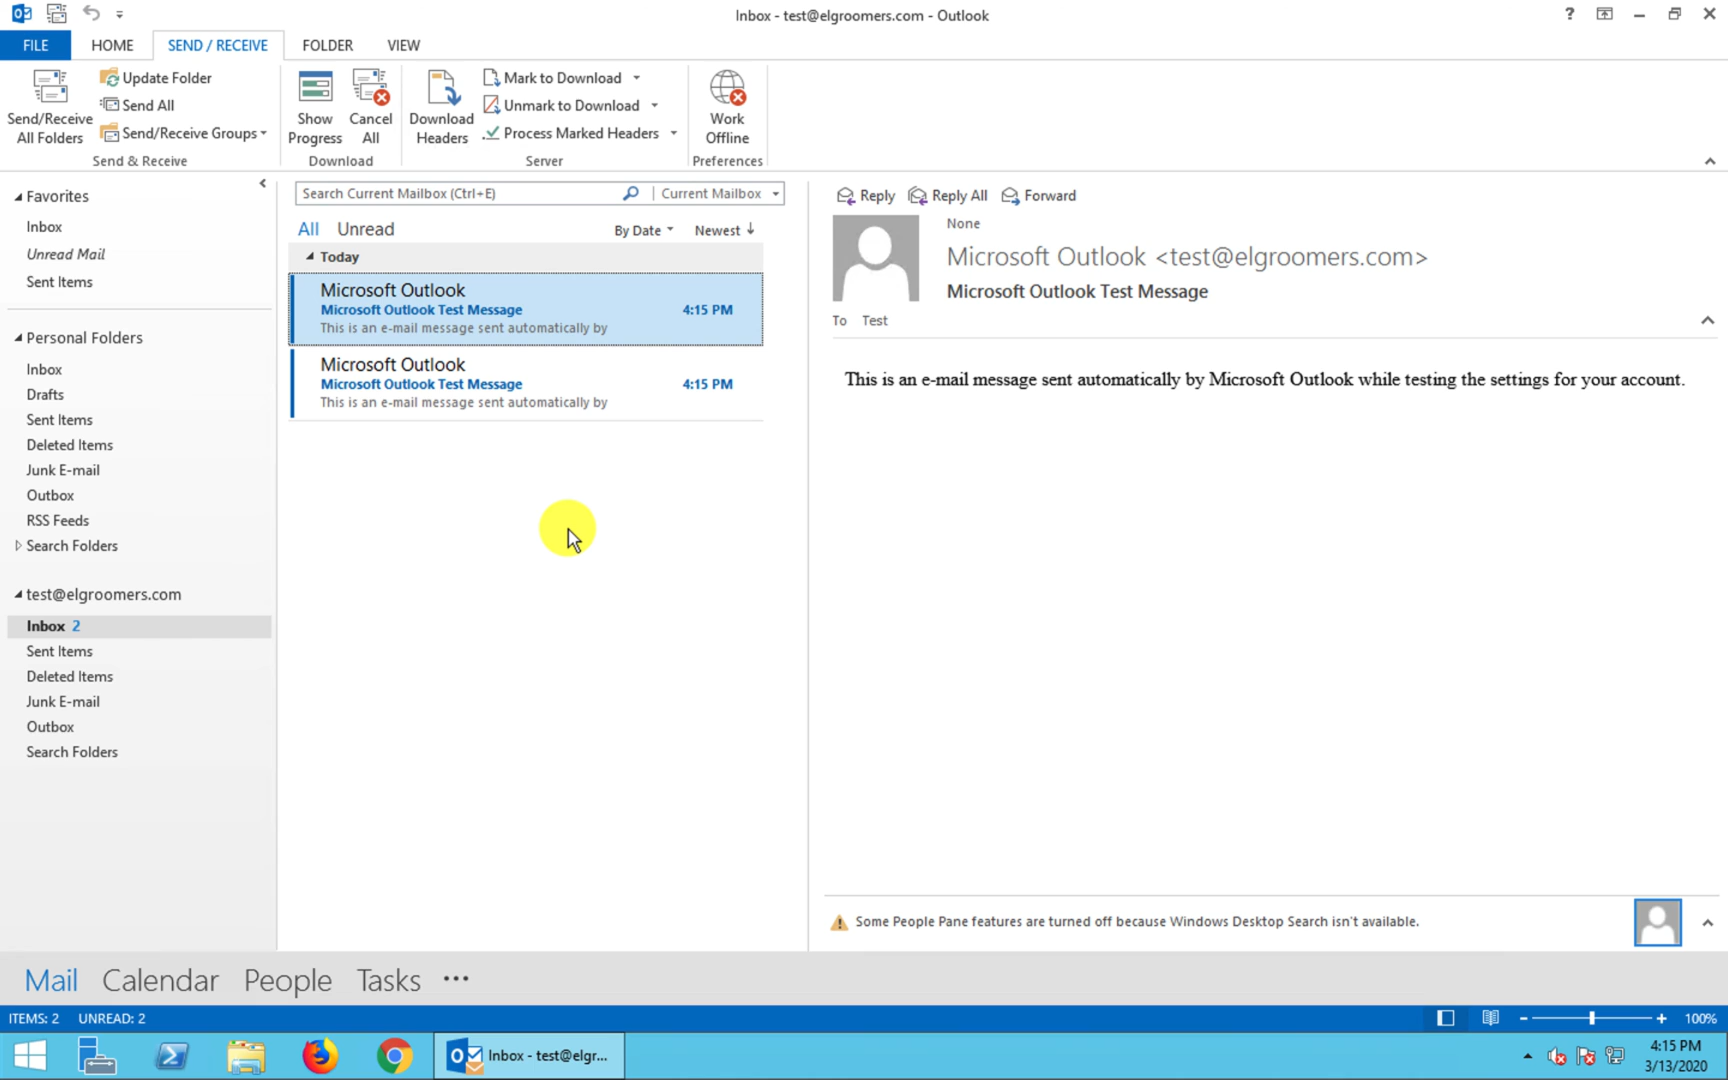 Inbox - test@elgroomers.com - Outlook
?
FILE HOME SEND / RECEIVE FOLDER VIEW
Send/Receive All Folders
Update Folder
Send All
Send/Receive Groups
Send & Receive
Show Progress
Cancel All
Download
Download Headers
Mark to Download
Unmark to Download
Process Marked Headers
Server
Work Offline
Preferences
Favorites
Inbox
Unread Mail
Sent Items
Personal Folders
Inbox
Drafts
Sent Items
Deleted Items
Junk E-mail
Outbox
RSS Feeds
Search Folders
test@elgroomers.com
Inbox 2
Sent Items
Deleted Items
Junk E-mail
Outbox
Search Folders
Search Current Mailbox (Ctrl+E) Current Mailbox
All Unread By Date Newest
Today
Microsoft Outlook
Microsoft Outlook Test Message 4:15 PM
This is an e-mail message sent automatically by
Microsoft Outlook
Microsoft Outlook Test Message 4:15 PM
This is an e-mail message sent automatically by
Reply Reply All Forward
None
Microsoft Outlook <test@elgroomers.com>
Microsoft Outlook Test Message
To Test
This is an e-mail message sent automatically by Microsoft Outlook while testing the settings for your account.
Some People Pane features are turned off because Windows Desktop Search isn't available.
Mail Calendar People Tasks ···
ITEMS: 2 UNREAD: 2
100%
Inbox - test@elgr...
4:15 PM
3/13/2020